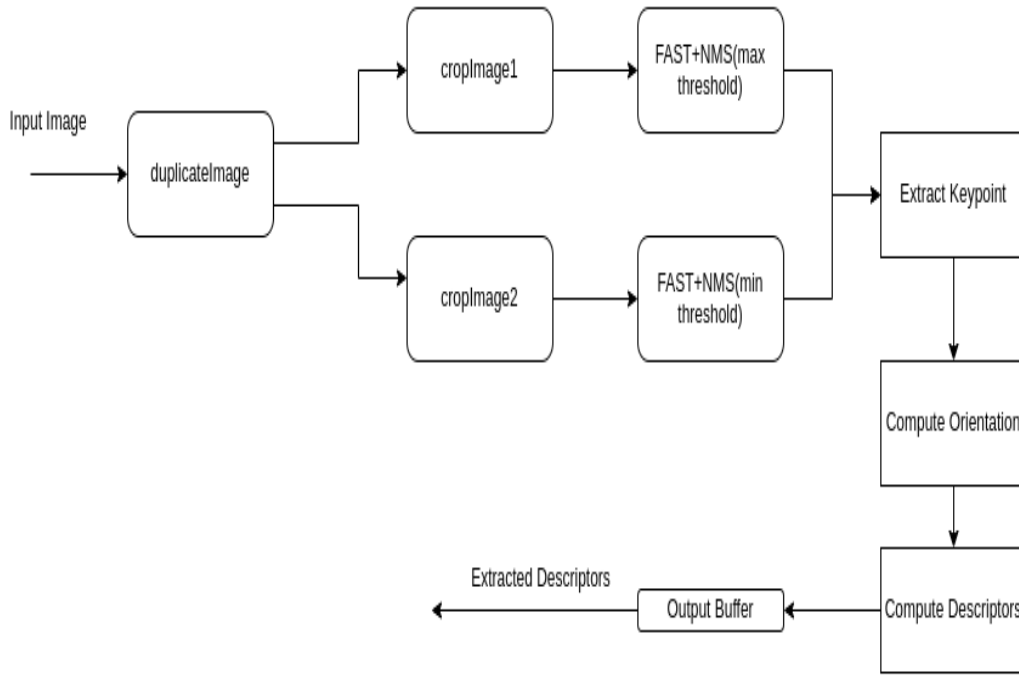 Input Image
duplicateImage
cropImage1
FAST+NMS(max
threshold)
cropImage2
FAST+NMS(min
threshold)
Extract Keypoint
Compute Orientation
Compute Descriptors
Output Buffer
Extracted Descriptors